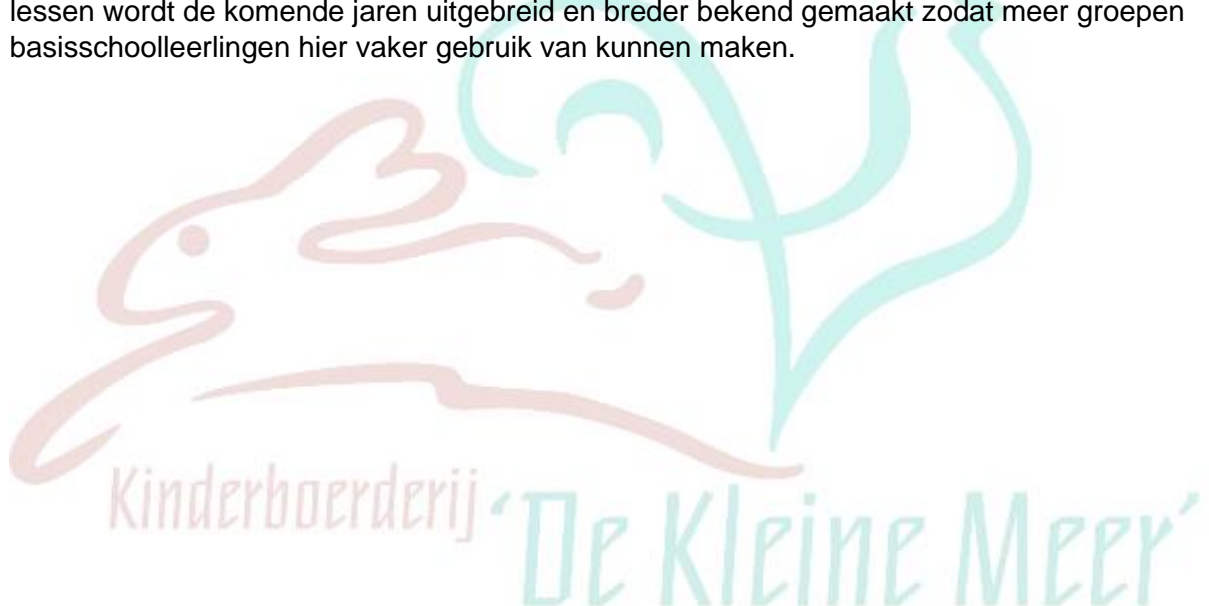 lessen wordt de komende jaren uitgebreid en breder bekend gemaakt zodat meer groepen
basisschoolleerlingen hier vaker gebruik van kunnen maken.
Kinderboerderij ‘De Kleine Meer’